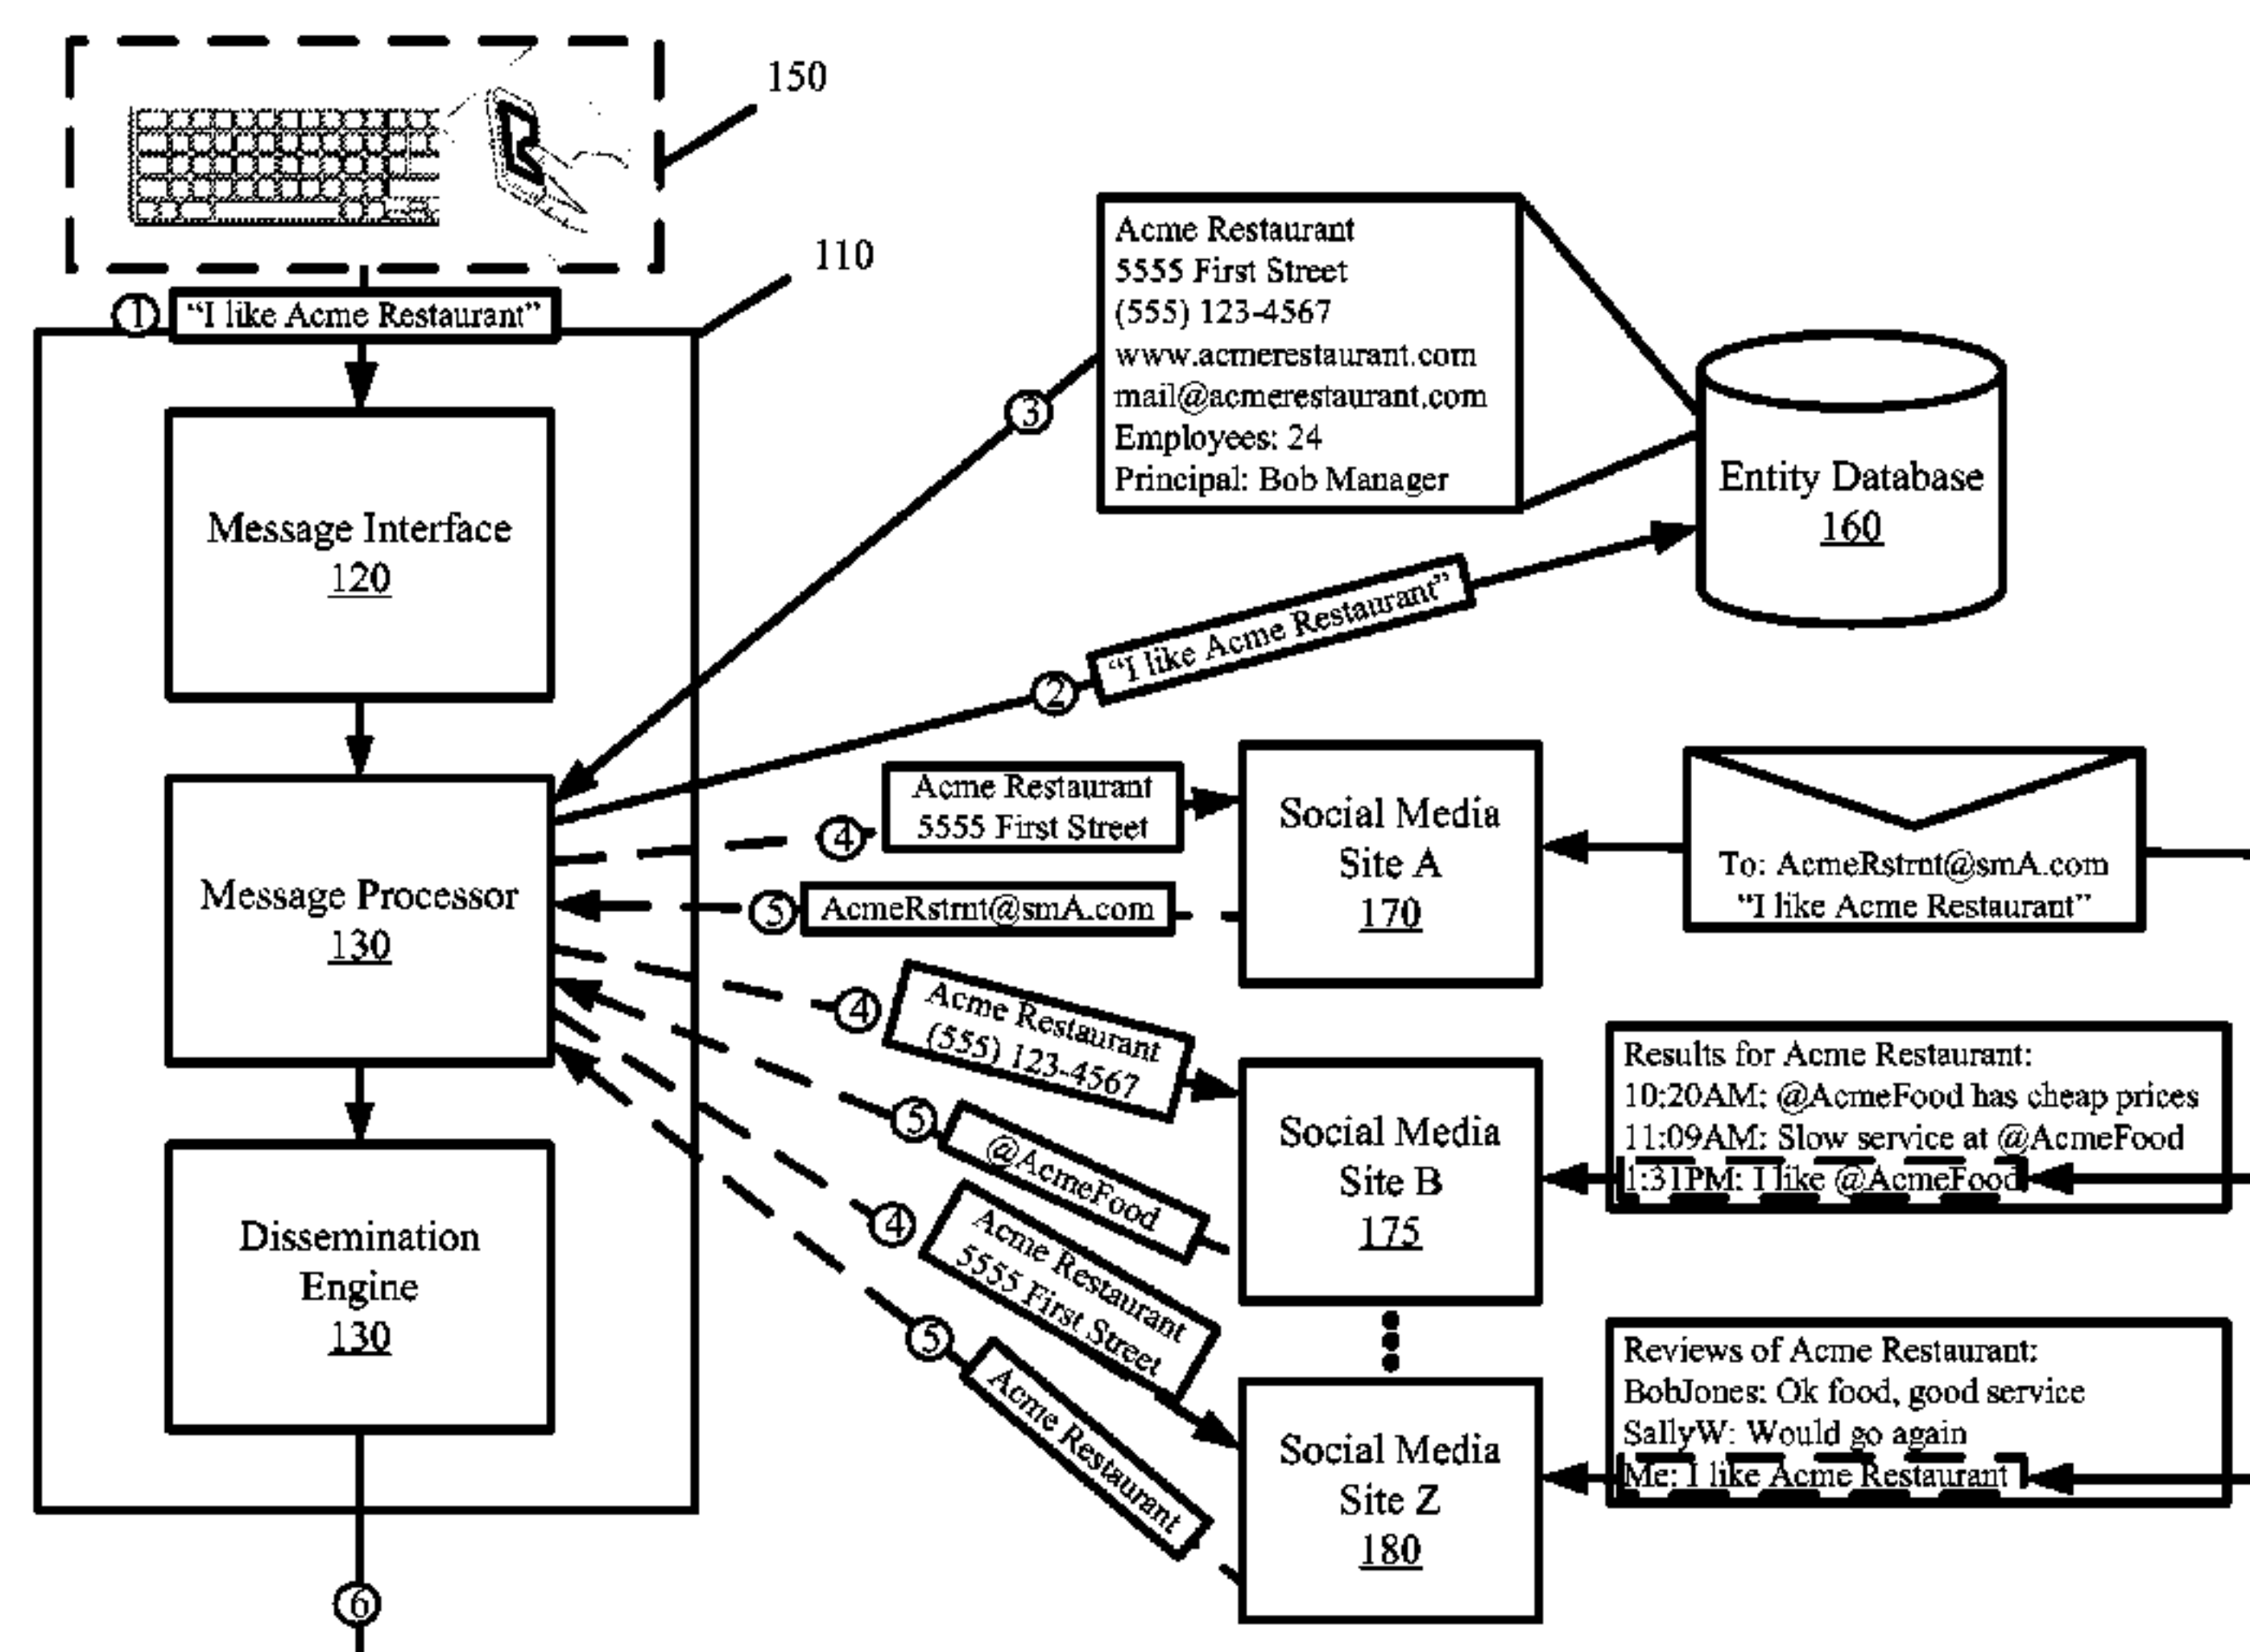 150
110
① "I like Acme Restaurant"
Message Interface
120
Message Processor
130
Dissemination
Engine
130
⑥
Acme Restaurant
5555 First Street
(555) 123-4567
www.acmerestaurant.com
mail@acmerestaurant.com
Employees: 24
Principal: Bob Manager
③
Entity Database
160
② "I like Acme Restaurant"
④ Acme Restaurant
5555 First Street
⑤ AcmeRstrnt@smA.com
Social Media
Site A
170
To: AcmeRstrnt@smA.com
"I like Acme Restaurant"
④ Acme Restaurant
(555) 123-4567
⑤ @AcmeFood
Social Media
Site B
175
Results for Acme Restaurant:
10:20AM: @AcmeFood has cheap prices
11:09AM: Slow service at @AcmeFood
1:31PM: I like @AcmeFood
④ Acme Restaurant
5555 First Street
⑤ Acme Restaurant
Social Media
Site Z
180
Reviews of Acme Restaurant:
BobJones: Ok food, good service
SallyW: Would go again
Me: I like Acme Restaurant